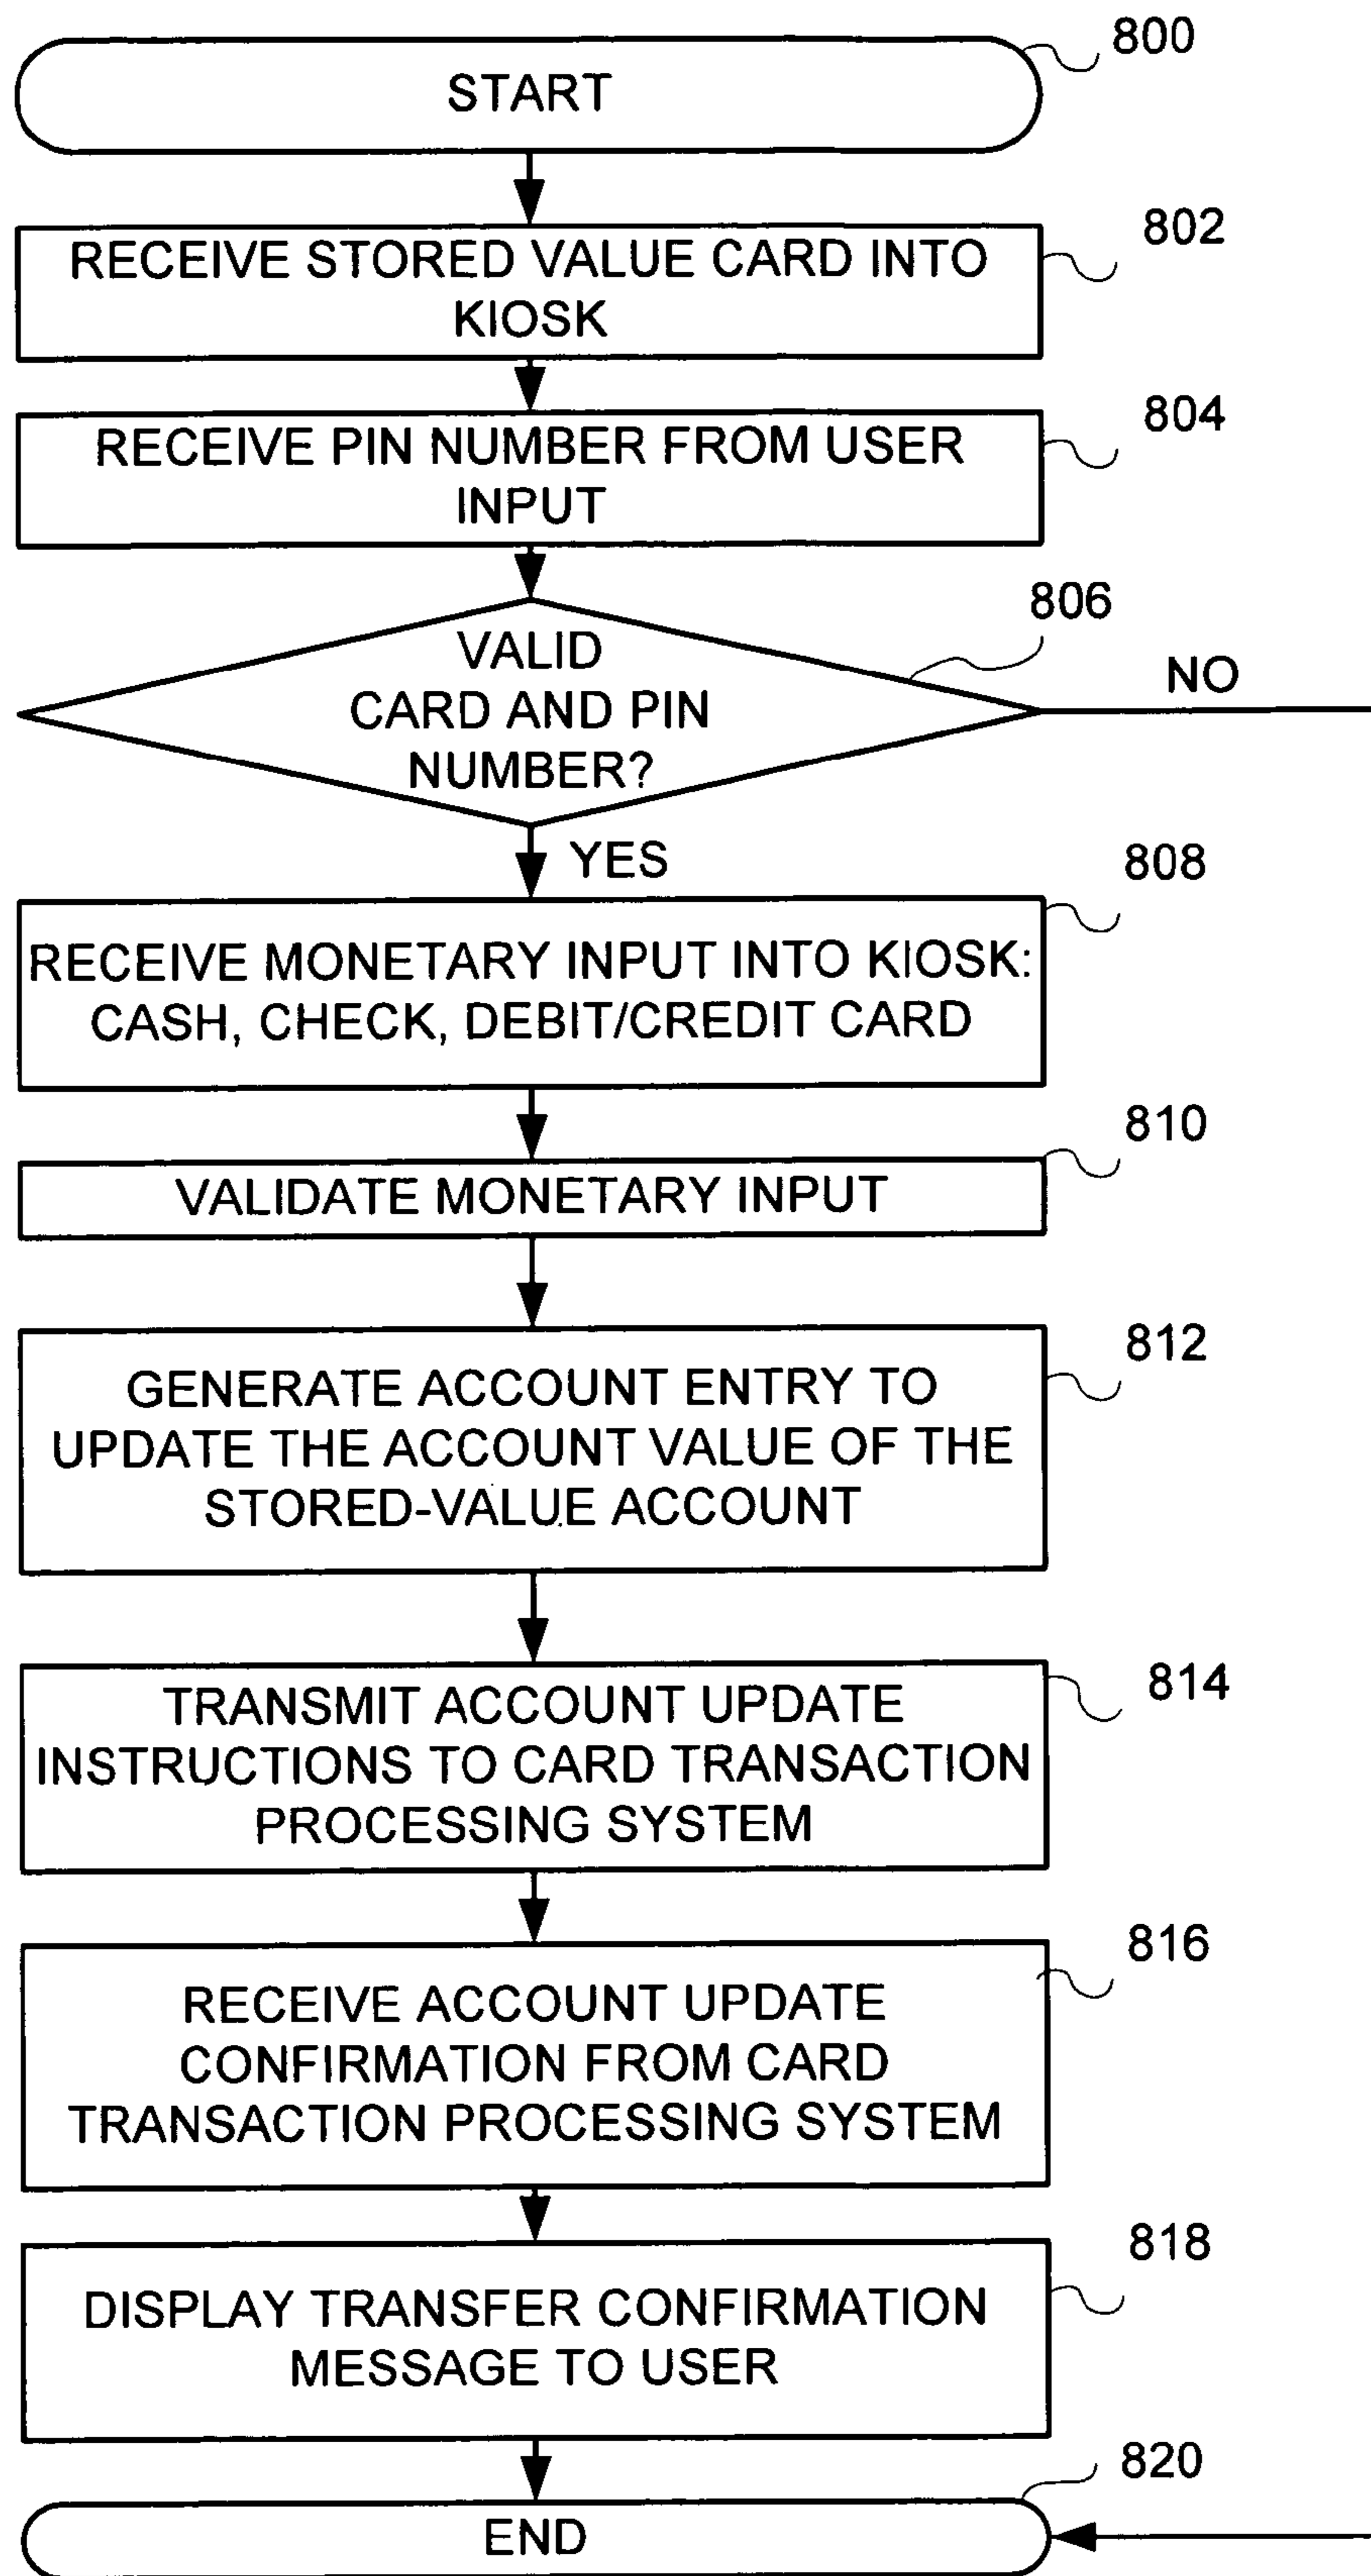 800
START
802
RECEIVE STORED VALUE CARD INTO
KIOSK
804
RECEIVE PIN NUMBER FROM USER
INPUT
806
VALID
CARD AND PIN
NUMBER?
NO
YES
808
RECEIVE MONETARY INPUT INTO KIOSK:
CASH, CHECK, DEBIT/CREDIT CARD
810
VALIDATE MONETARY INPUT
812
GENERATE ACCOUNT ENTRY TO
UPDATE THE ACCOUNT VALUE OF THE
STORED-VALUE ACCOUNT
814
TRANSMIT ACCOUNT UPDATE
INSTRUCTIONS TO CARD TRANSACTION
PROCESSING SYSTEM
816
RECEIVE ACCOUNT UPDATE
CONFIRMATION FROM CARD
TRANSACTION PROCESSING SYSTEM
818
DISPLAY TRANSFER CONFIRMATION
MESSAGE TO USER
820
END